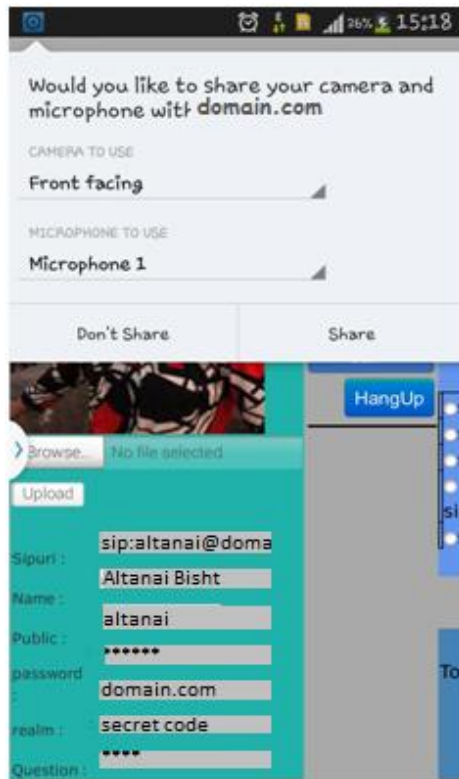 26% 15:18
Would you like to share your camera and
microphone with domain.com
CAMERA TO USE
Front facing
MICROPHONE TO USE
Microphone 1
Don't Share
Share
HangUp
Browse... No file selected
Upload
si
Sipuri : sip:altanai@doma
Name : Altanai Bisht
Public : altanai
password : ******
To
realm : domain.com
secret code
Question : ****